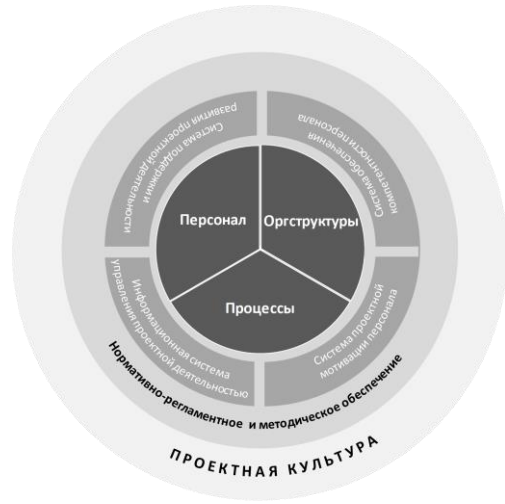 Система поддержки и
развития проектной деятельности
Система обеспечения
компетентности персонала
Персонал
Оргструктуры
Процессы
Информационная система
управления проектной деятельностью
Система проектной
мотивации персонала
Нормативно-регламентное и методическое обеспечение
ПРОЕКТНАЯ КУЛЬТУРА